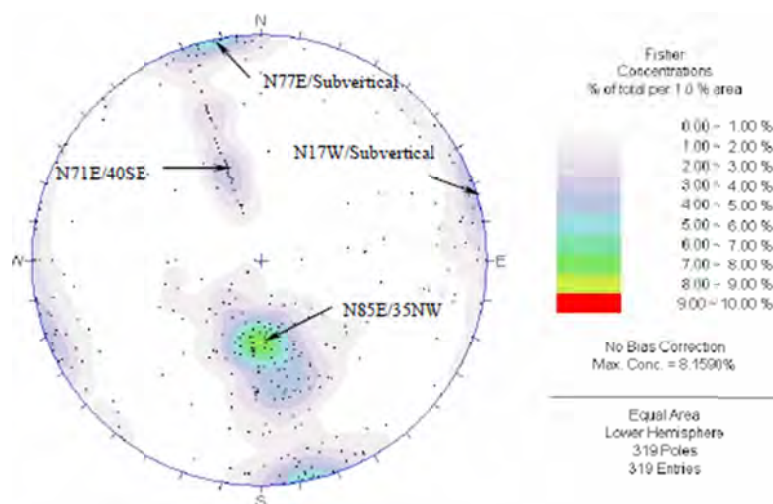 N
N77E/Subvertical
N17W/Subvertical
N71E/40SE
W
E
N85E/35NW
S
Fisher
Concentrations
% of total per 1.0 % area
0.00 ~ 1.00 %
1.00 ~ 2.00 %
2.00 ~ 3.00 %
3.00 ~ 4.00 %
4.00 ~ 5.00 %
5.00 ~ 6.00 %
6.00 ~ 7.00 %
7.00 ~ 8.00 %
8.00 ~ 9.00 %
9.00 ~ 10.00 %
No Bias Correction
Max. Conc. = 8.1590%
Equal Area
Lower Hemisphere
319 Poles
319 Entries